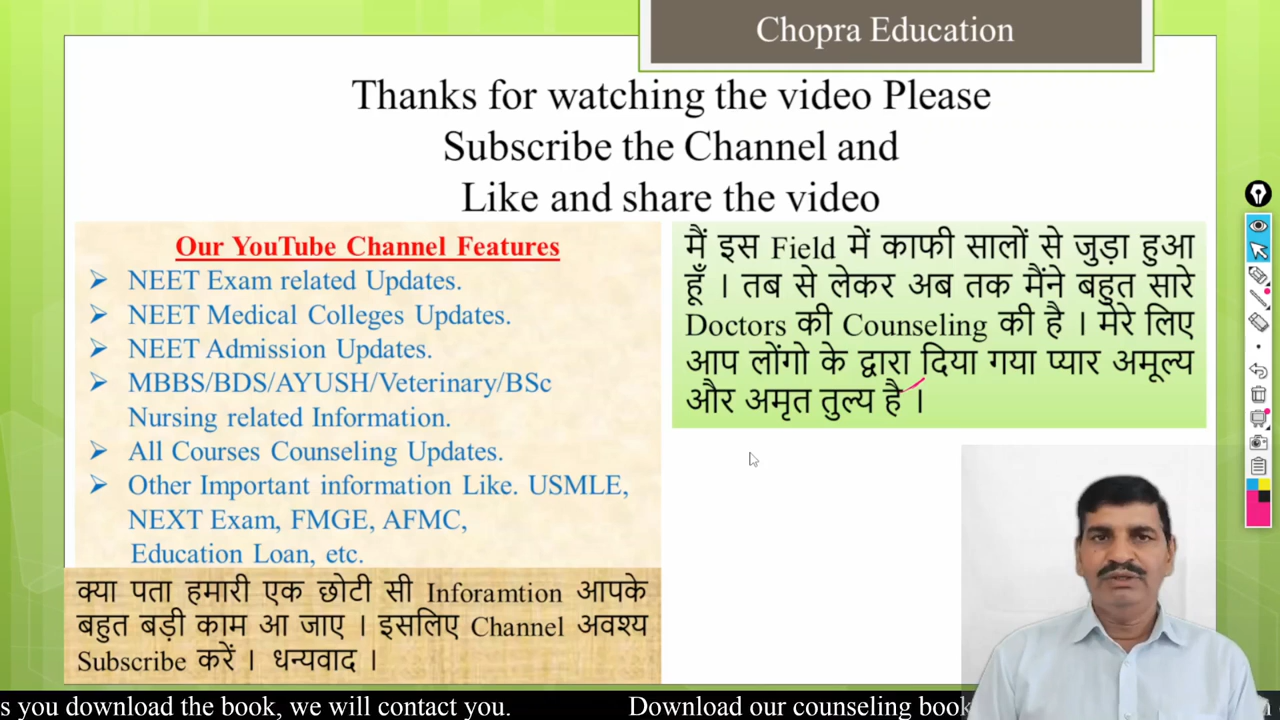 Chopra Education
Thanks for watching the video Please
Subscribe the Channel and
Like and share the video
Our YouTube Channel Features
NEET Exam related Updates.
NEET Medical Colleges Updates.
NEET Admission Updates.
MBBS/BDS/AYUSH/Veterinary/BSc
Nursing related Information.
All Courses Counseling Updates.
Other Important information Like. USMLE,
NEXT Exam, FMGE, AFMC,
Education Loan, etc.
क्या पता हमारी एक छोटी सी Inforamtion आपके
बहुत बड़ी काम आ जाए । इसलिए Channel अवश्य
Subscribe करें । धन्यवाद ।
मैं इस Field में काफी सालों से जुड़ा हुआ
हूँ । तब से लेकर अब तक मैंने बहुत सारे
Doctors की Counseling की है । मेरे लिए
आप लोंगो के द्वारा दिया गया प्यार अमूल्य
और अमृत तुल्य है ।
s you download the book, we will contact you. Download our counseling book